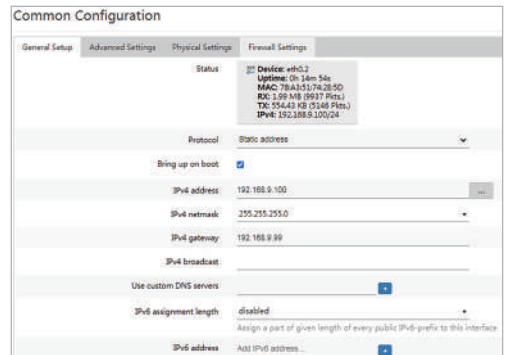 Common Configuration
General Setup Advanced Settings Physical Settings Firewall Settings
Status
Device: eth0.2
Uptime: 0h 14m 54s
MAC: 78:A3:51:74:28:5D
RX: 1.99 MB (9937 Pkts.)
TX: 554.43 KB (5146 Pkts.)
IPv4: 192.168.9.100/24
Protocol Static address
Bring up on boot
IPv4 address 192.168.9.100 ...
IPv4 netmask 255.255.255.0
IPv4 gateway 192.168.9.99
IPv4 broadcast
Use custom DNS servers
IPv6 assignment length disabled
Assign a part of given length of every public IPv6-prefix to this interface
IPv6 address Add IPv6 address...